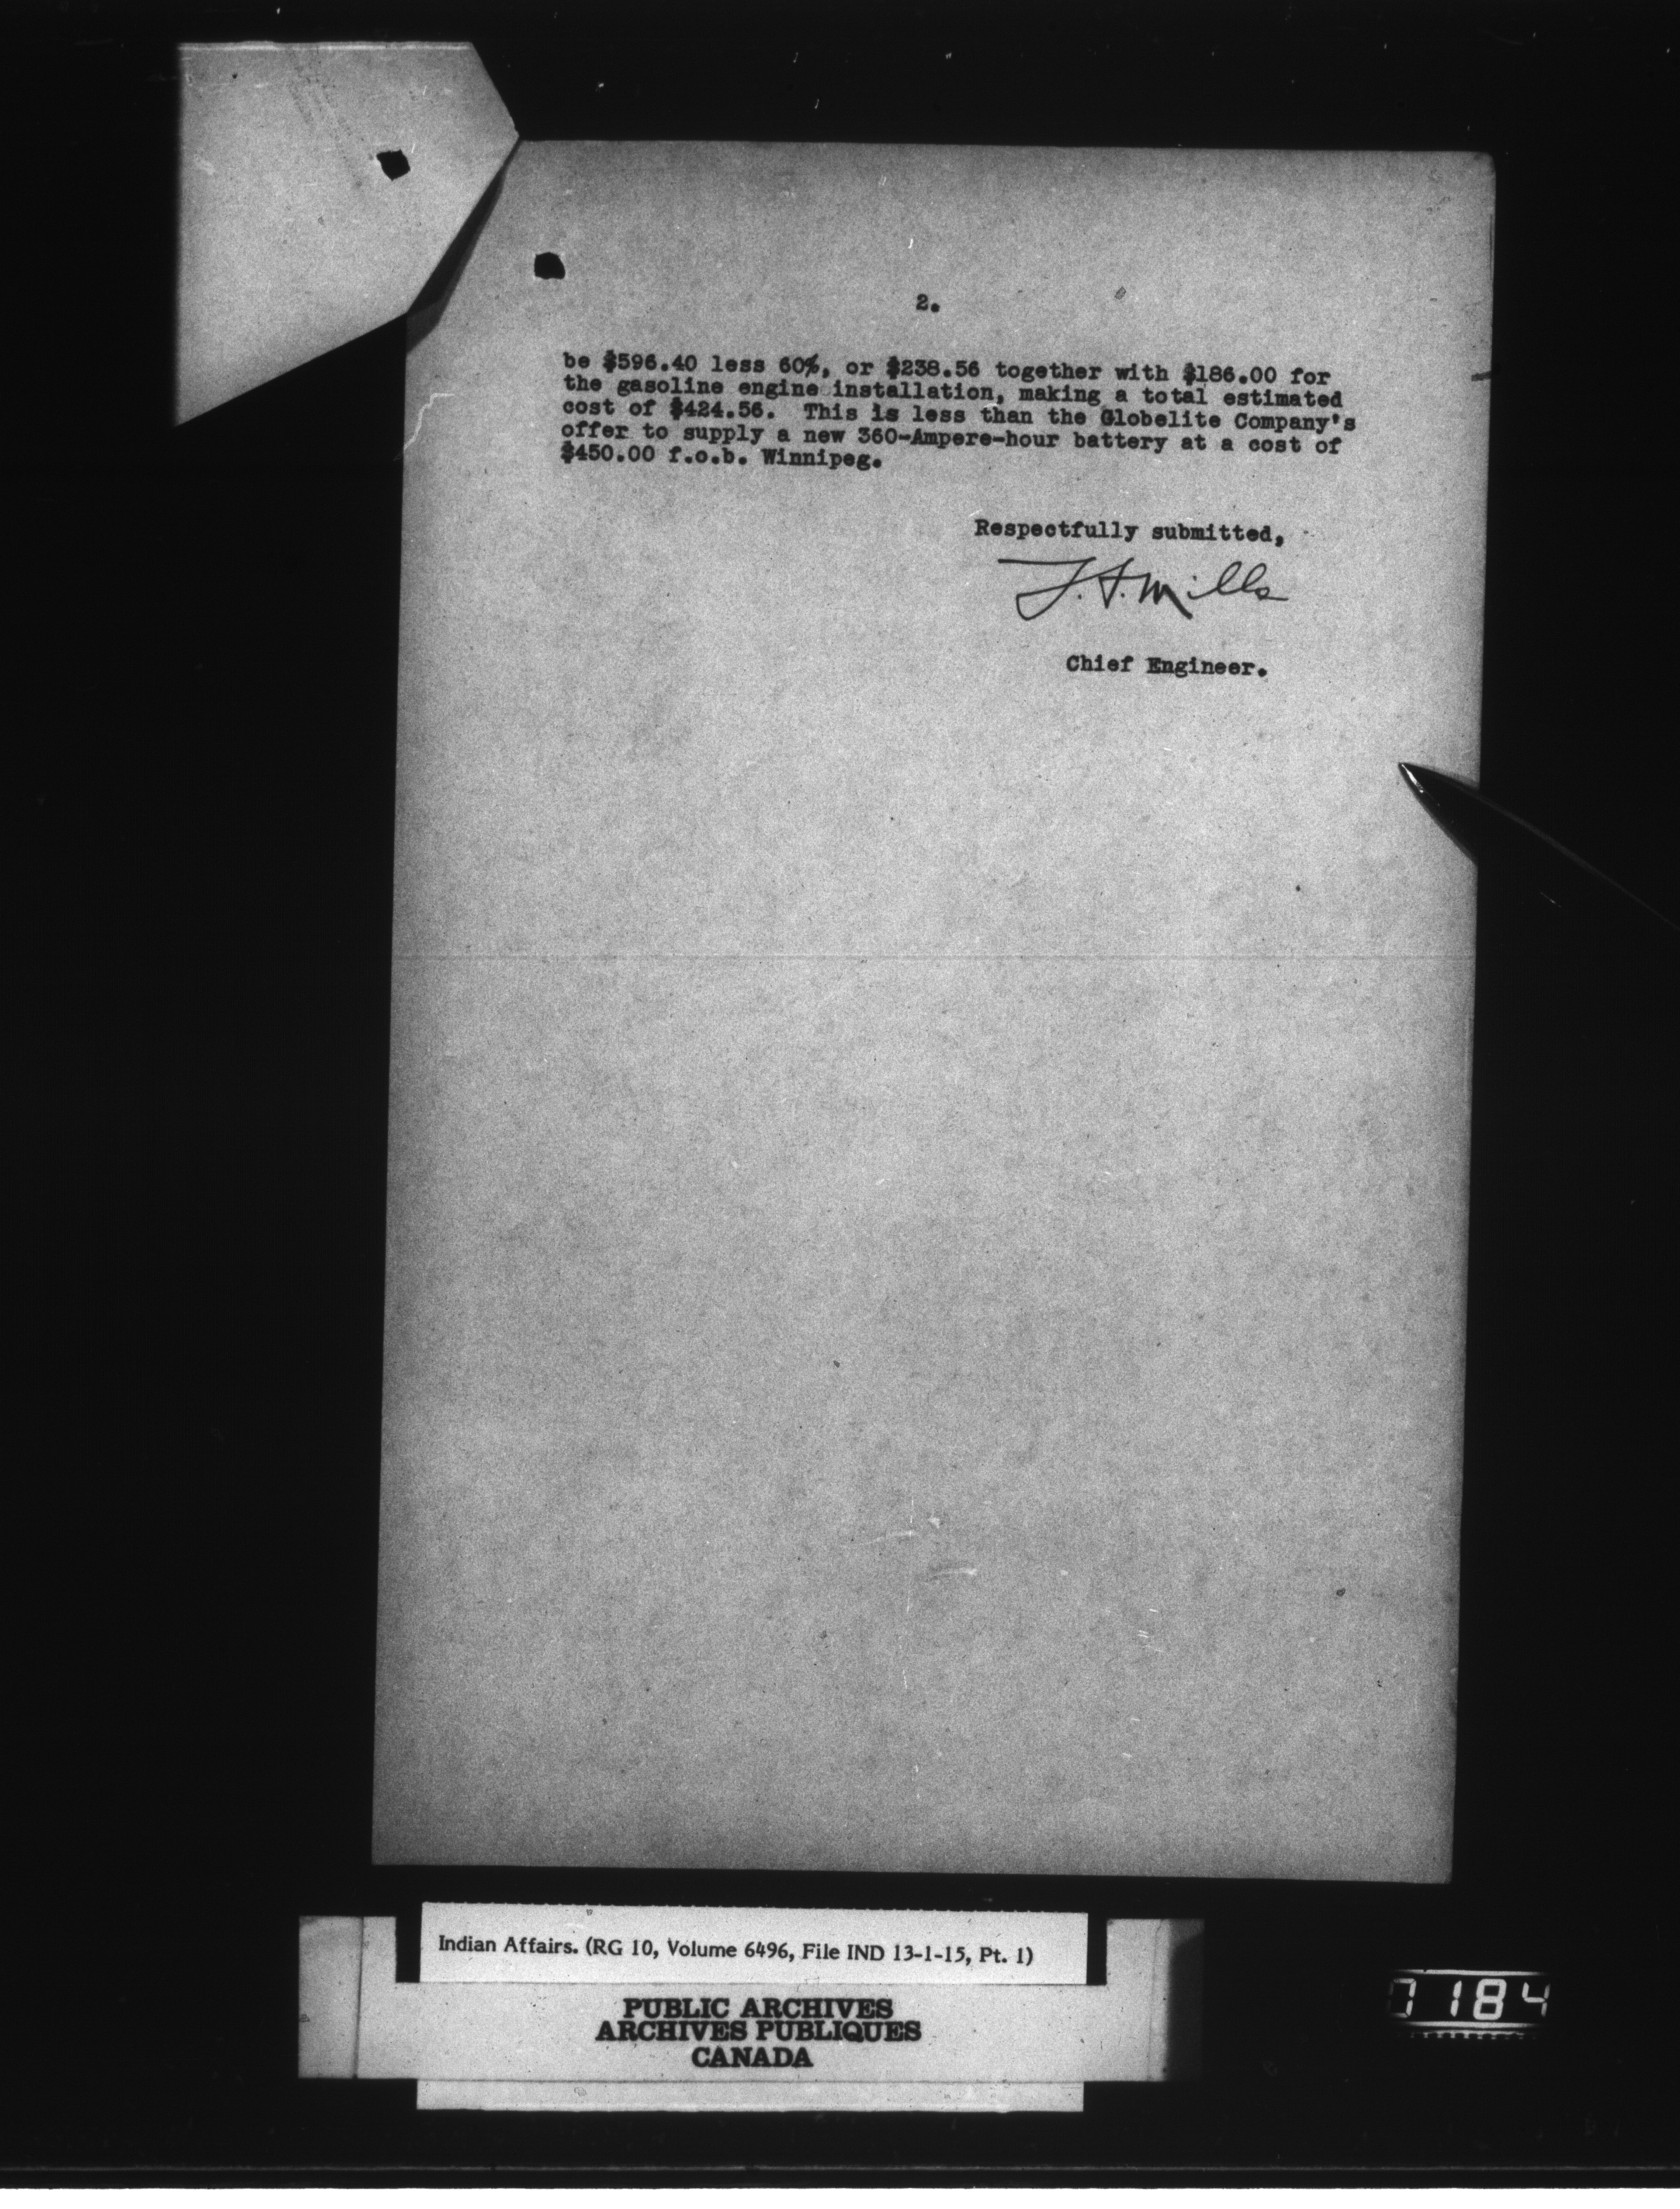 2.
be $596.40 less 60%, or $238.56 together with $186.00 for
the gasoline engine installation, making a total estimated
cost of $424.56. This is less than the Globelite Company's
offer to supply a new 360-Ampere-hour battery at a cost of
$450.00 f.o.b. Winnipeg.
Respectfully submitted,
Mills
Chief Engineer.
Indian Affairs. (RG 10, Volume 6496, File IND 13-1-15, Pt. 1)
PUBLIC ARCHIVES
ARCHIVES PUBLIQUES
CANADA
184